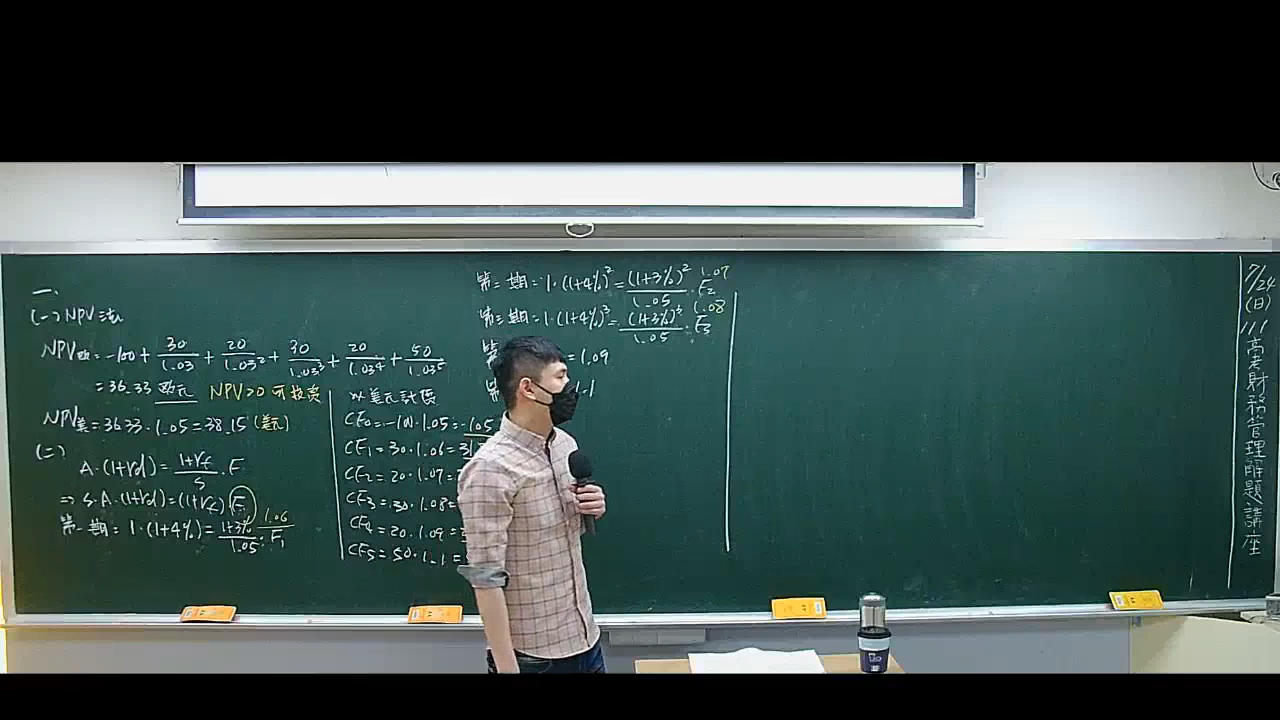 一、
(一) NPV法
NPV歐 = -100 + 30/1.03 + 20/1.03² + 30/1.03³ + 20/1.03⁴ + 50/1.03⁵
= 36.33 歐元 NPV>0 可投資
NPV美 = 36.33 · 1.05 = 38.15 (美元)
(二)
A·(1+rd) = (1+rf)/S · F
⇒ S·A·(1+rd) = (1+rf)·F
第一期 = 1·(1+4%) = (1+3%)/1.05 · F₁ 1.06
以美元計價
CF₀ = -100 · 1.05 = -105
CF₁ = 30 · 1.06 = 31
CF₂ = 20 · 1.07 =
CF₃ = 30 · 1.08 =
CF₄ = 20 · 1.09 =
CF₅ = 50 · 1.1 =
第二期 = 1·(1+4%)² = (1+3%)²/1.05 · F₂ 1.07
第三期 = 1·(1+4%)³ = (1+3%)³/1.05 · F₃ 1.08
第 = 1.09
第 1.1
7/24
(日)
111高考財務管理解題講座